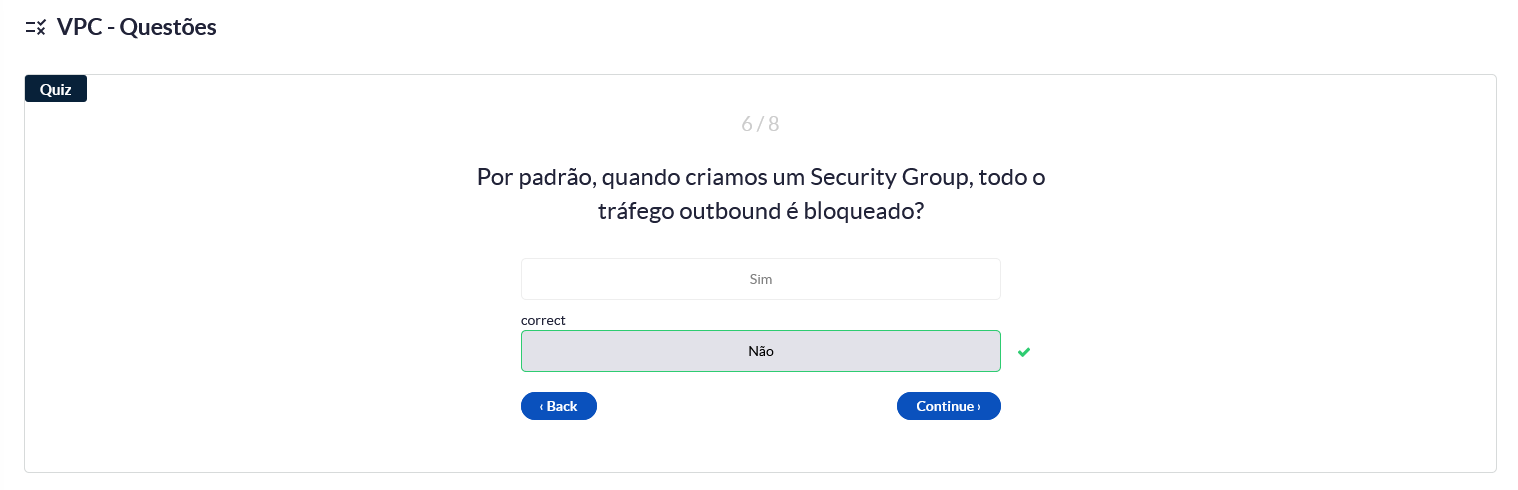 VPC - Questões
Quiz
6 / 8
Por padrão, quando criamos um Security Group, todo o
tráfego outbound é bloqueado?
Sim
correct
Não
‹ Back
Continue ›